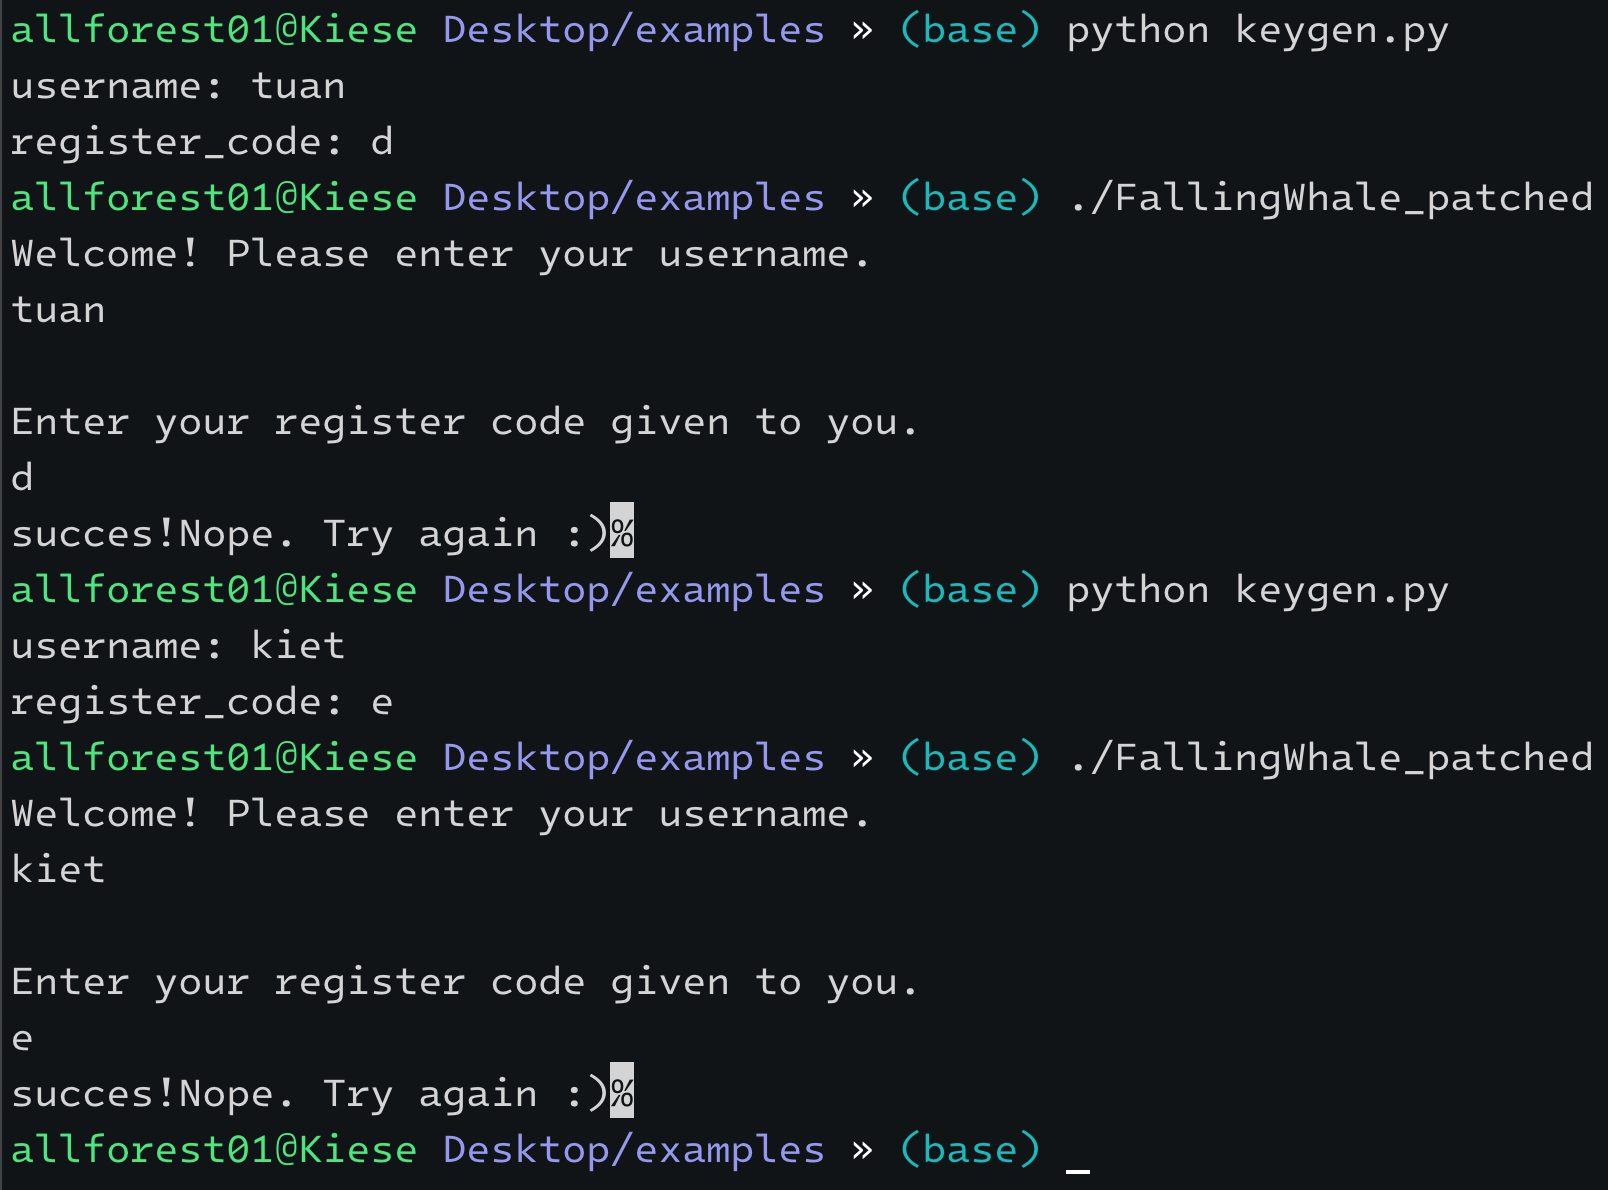 allforest01@Kiese Desktop/examples » (base) python keygen.py
username: tuan
register_code: d
allforest01@Kiese Desktop/examples » (base) ./FallingWhale_patched
Welcome! Please enter your username.
tuan
Enter your register code given to you.
d
succes!Nope. Try again :)%
allforest01@Kiese Desktop/examples » (base) python keygen.py
username: kiet
register_code: e
allforest01@Kiese Desktop/examples » (base) ./FallingWhale_patched
Welcome! Please enter your username.
kiet
Enter your register code given to you.
e
succes!Nope. Try again :)%
allforest01@Kiese Desktop/examples » (base) _